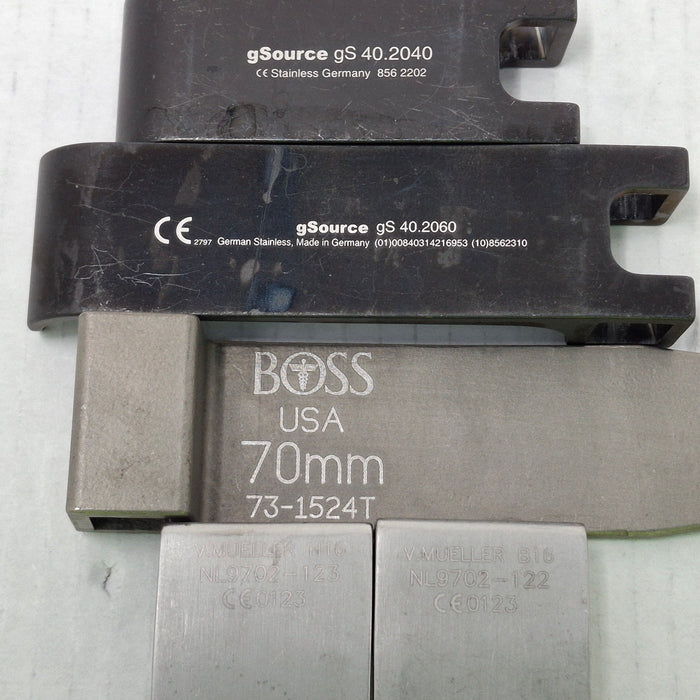 gSource gS 40.2040
CE Stainless Germany 856 2202
CE 2797 gSource gS 40.2060
German Stainless, Made in Germany (01)00840314216953 (10)8562310
BOSS
USA
70mm
73-1524T
V.MUELLER M16
NL9702-123
CE0123
V.MUELLER B16
NL9702-122
CE0123